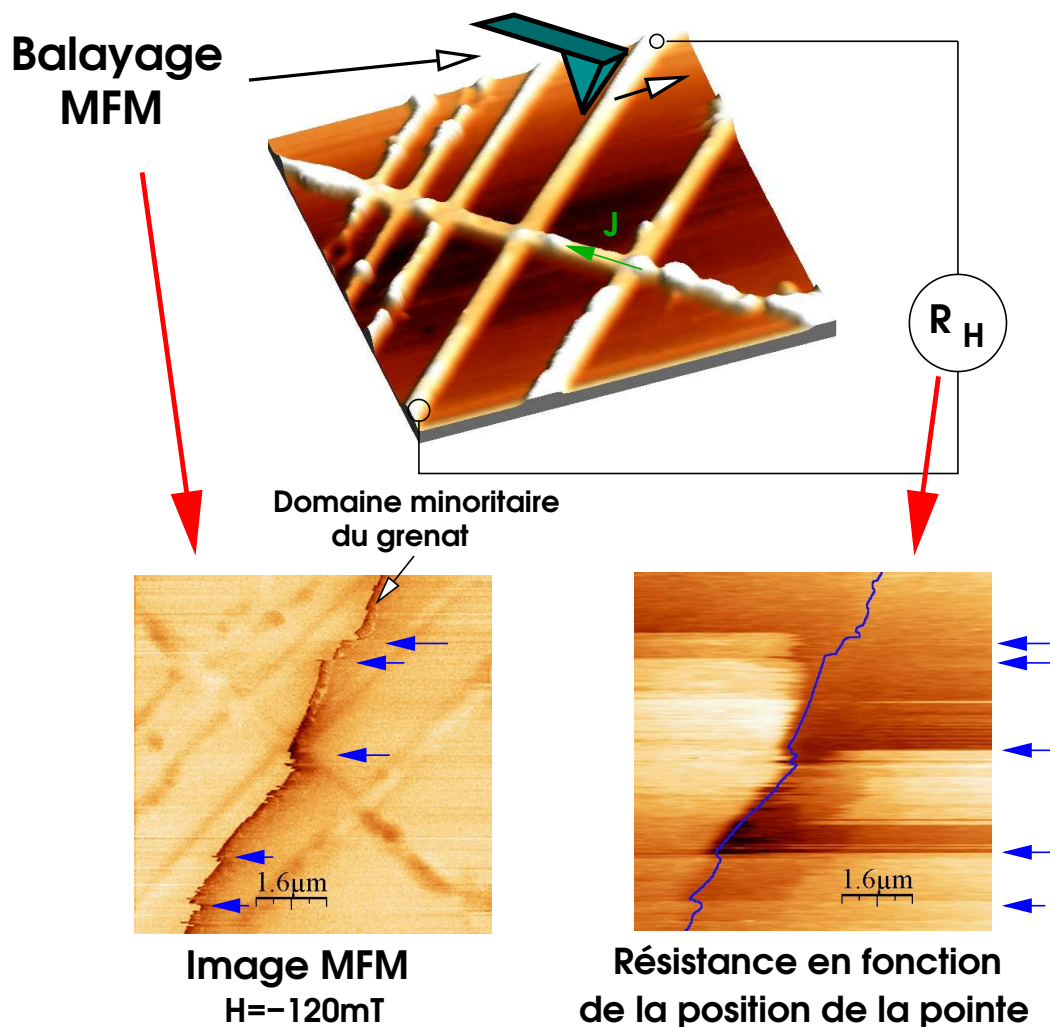 Balayage
MFM
J
R H
Domaine minoritaire
du grenat
1.6µm
1.6µm
Image MFM
H=−120mT
Résistance en fonction
de la position de la pointe